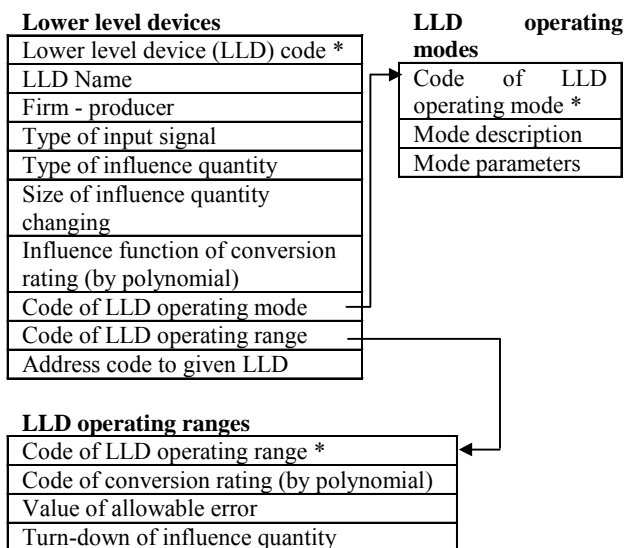 Lower level devices
Lower level device (LLD) code *
LLD Name
Firm - producer
Type of input signal
Type of influence quantity
Size of influence quantity
changing
Influence function of conversion
rating (by polynomial)
Code of LLD operating mode
Code of LLD operating range
Address code to given LLD
LLD operating
modes
Code of LLD
operating mode *
Mode description
Mode parameters
LLD operating ranges
Code of LLD operating range *
Code of conversion rating (by polynomial)
Value of allowable error
Turn-down of influence quantity